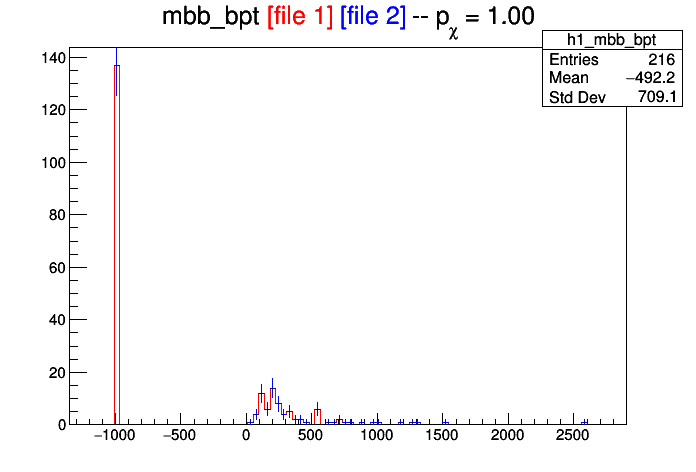 mbb_bpt [file 1] [file 2] -- pχ = 1.00
h1_mbb_bpt
Entries 216
Mean −492.2
Std Dev 709.1
140
120
100
80
60
40
20
0
−1000 −500 0 500 1000 1500 2000 2500